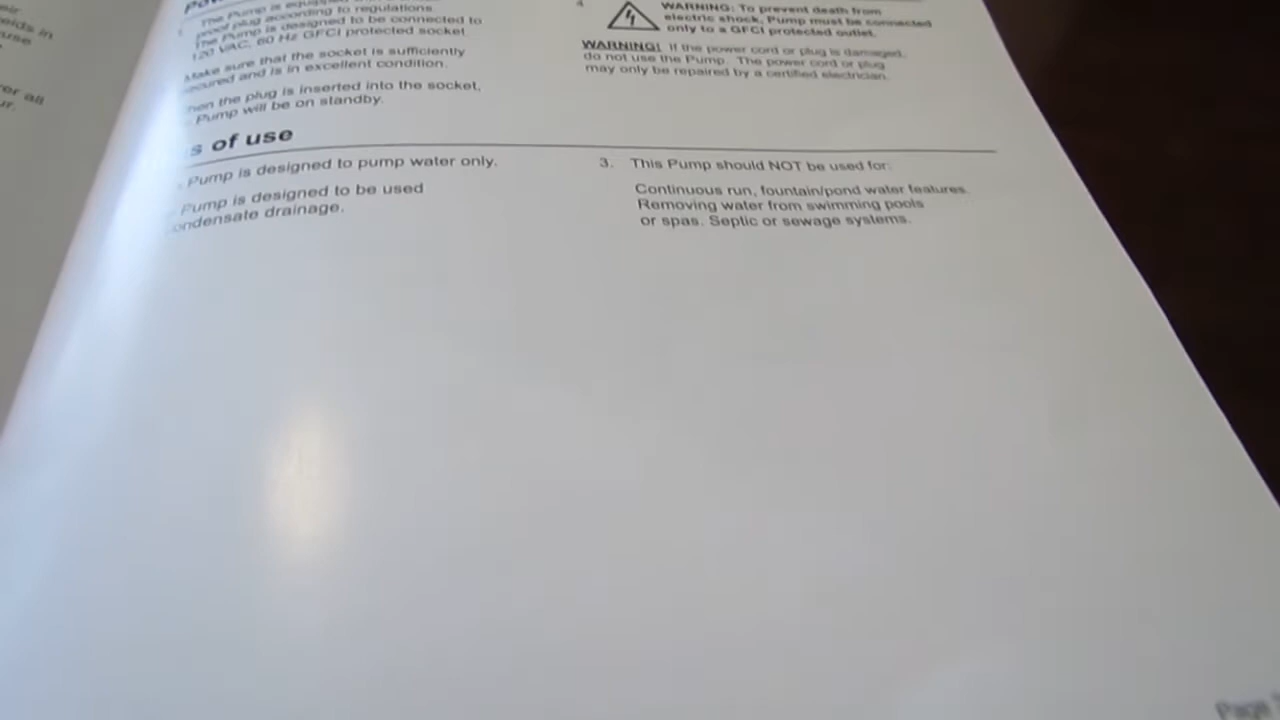 The Pump is equipped
proof plug according to regulations.
The Pump is designed to be connected to
120 VAC, 60 Hz GFCI protected socket
Make sure that the socket is sufficiently
secured and is in excellent condition.
the plug is inserted into the socket,
Pump will be on standby.
4
WARNING: To prevent death from
electric shock, Pump must be connected
only to a GFCI protected outlet.
WARNING! If the power cord or plug is damaged,
do not use the Pump. The power cord or plug
may only be repaired by a certified electrician.
s of use
Pump is designed to pump water only.
Pump is designed to be used
ondensate drainage.
3. This Pump should NOT be used for:
Continuous run, fountain/pond water features.
Removing water from swimming pools
or spas. Septic or sewage systems.
Page